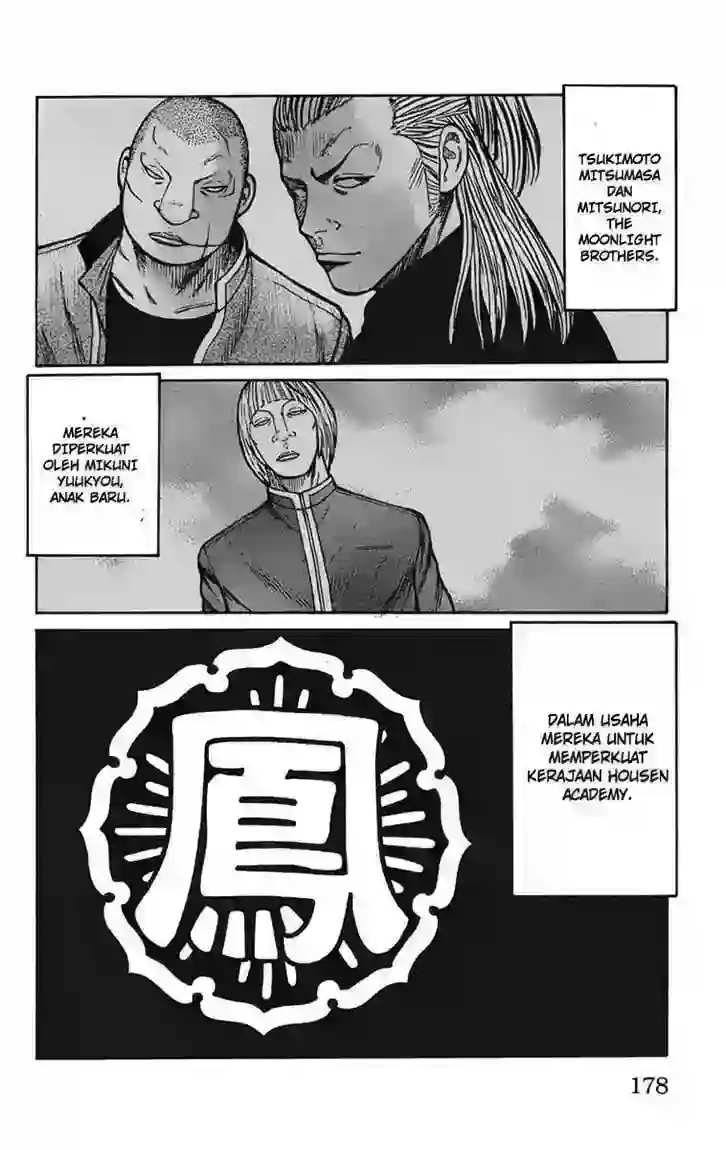 TSUKIMOTO
MITSUMASA
DAN
MITSUNORI,
THE
MOONLIGHT
BROTHERS.
MEREKA
DIPERKUAT
OLEH MIKUNI
YUUKYOU,
ANAK BARU.
DALAM USAHA
MEREKA UNTUK
MEMPERKUAT
KERAJAAN HOUSEN
ACADEMY.
鳳
178